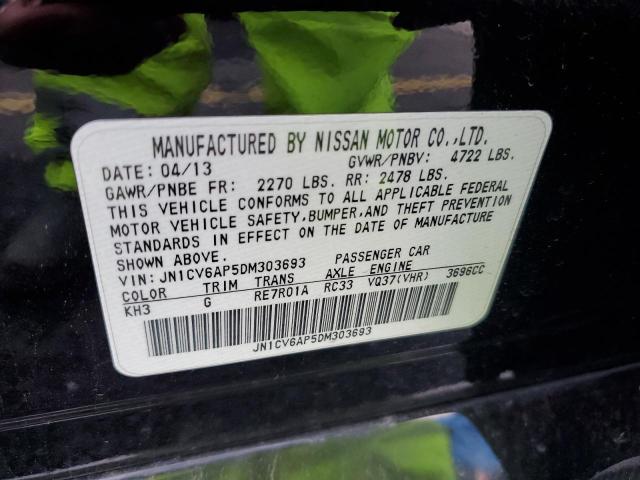 MANUFACTURED BY NISSAN MOTOR CO.,LTD.
DATE: 04/13 GVWR/PNBV: 4722 LBS.
GAWR/PNBE FR: 2270 LBS. RR: 2478 LBS.
THIS VEHICLE CONFORMS TO ALL APPLICABLE FEDERAL
MOTOR VEHICLE SAFETY,BUMPER,AND THEFT PREVENTION
STANDARDS IN EFFECT ON THE DATE OF MANUFACTURE
SHOWN ABOVE.
VIN: JN1CV6AP5DM303693 PASSENGER CAR
COLOR TRIM TRANS AXLE ENGINE
KH3 G RE7R01A RC33 VQ37(VHR) 3696CC
JN1CV6AP5DM303693